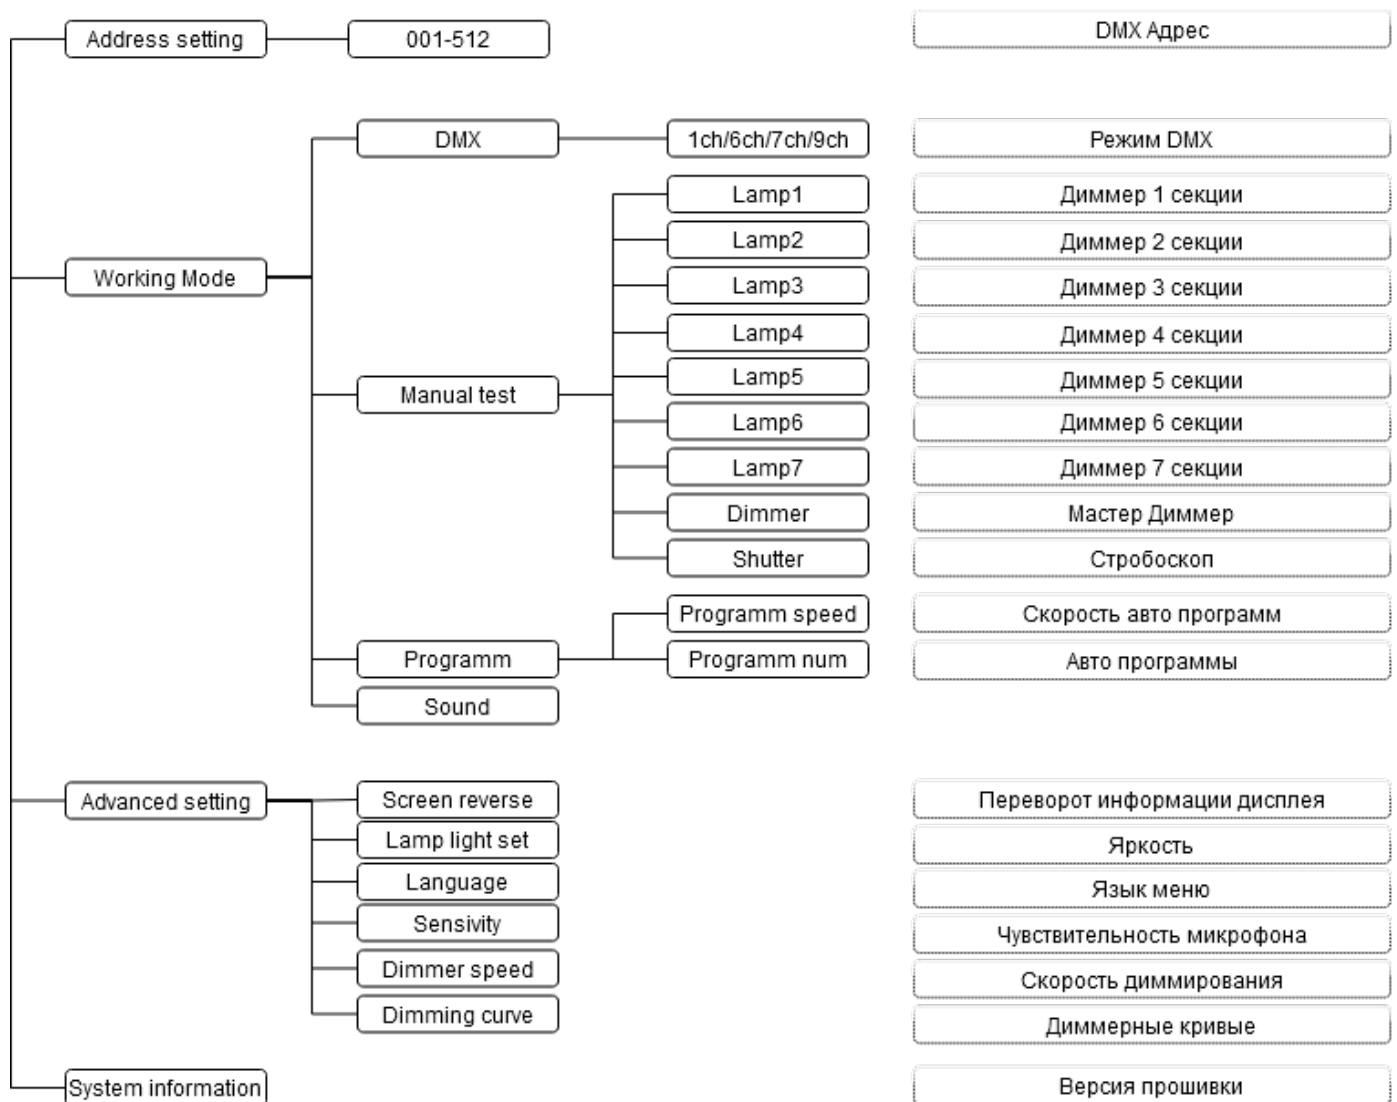 Address setting 001-512 DMX Адрес
DMX 1ch/6ch/7ch/9ch Режим DMX
Lamp1 Диммер 1 секции
Lamp2 Диммер 2 секции
Working Mode Lamp3 Диммер 3 секции
Lamp4 Диммер 4 секции
Manual test Lamp5 Диммер 5 секции
Lamp6 Диммер 6 секции
Lamp7 Диммер 7 секции
Dimmer Мастер Диммер
Shutter Стробоскоп
Programm speed Скорость авто программ
Programm Programm num Авто программы
Sound
Advanced setting Screen reverse Переворот информации дисплея
Lamp light set Яркость
Language Язык меню
Sensivity Чувствительность микрофона
Dimmer speed Скорость диммирования
Dimming curve Диммерные кривые
System information Версия прошивки